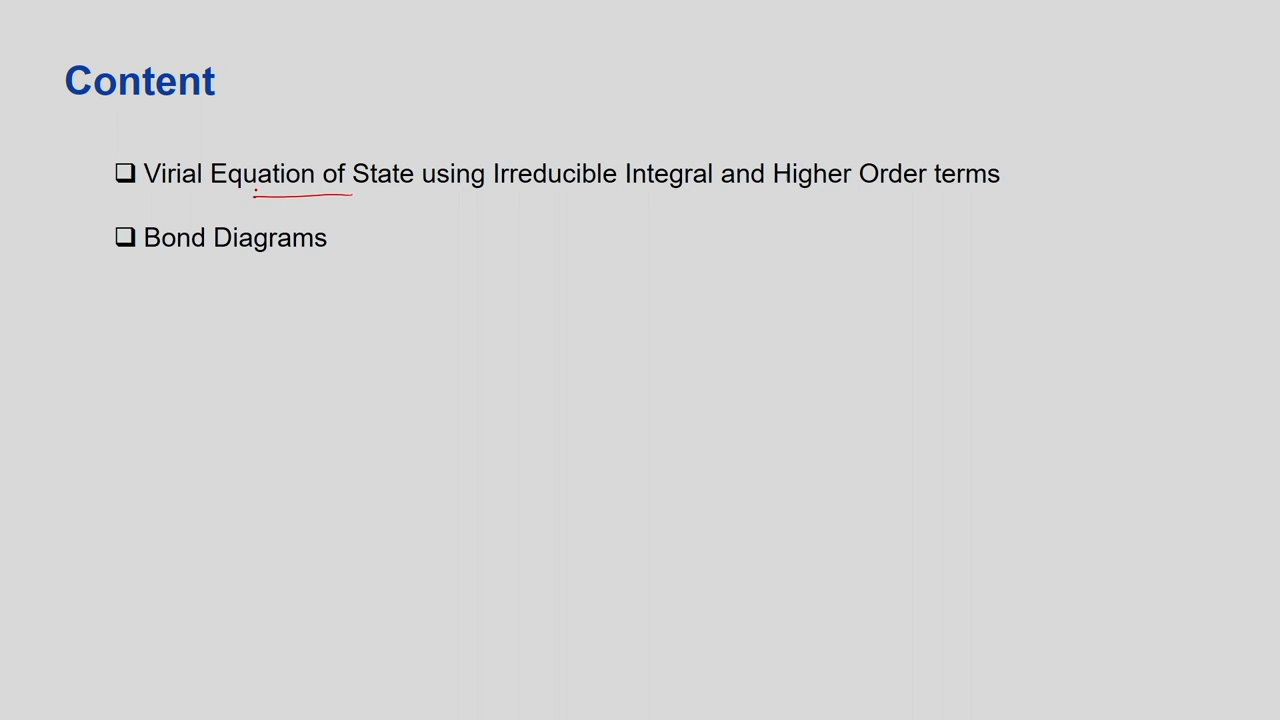 Content
❑ Virial Equation of State using Irreducible Integral and Higher Order terms
❑ Bond Diagrams